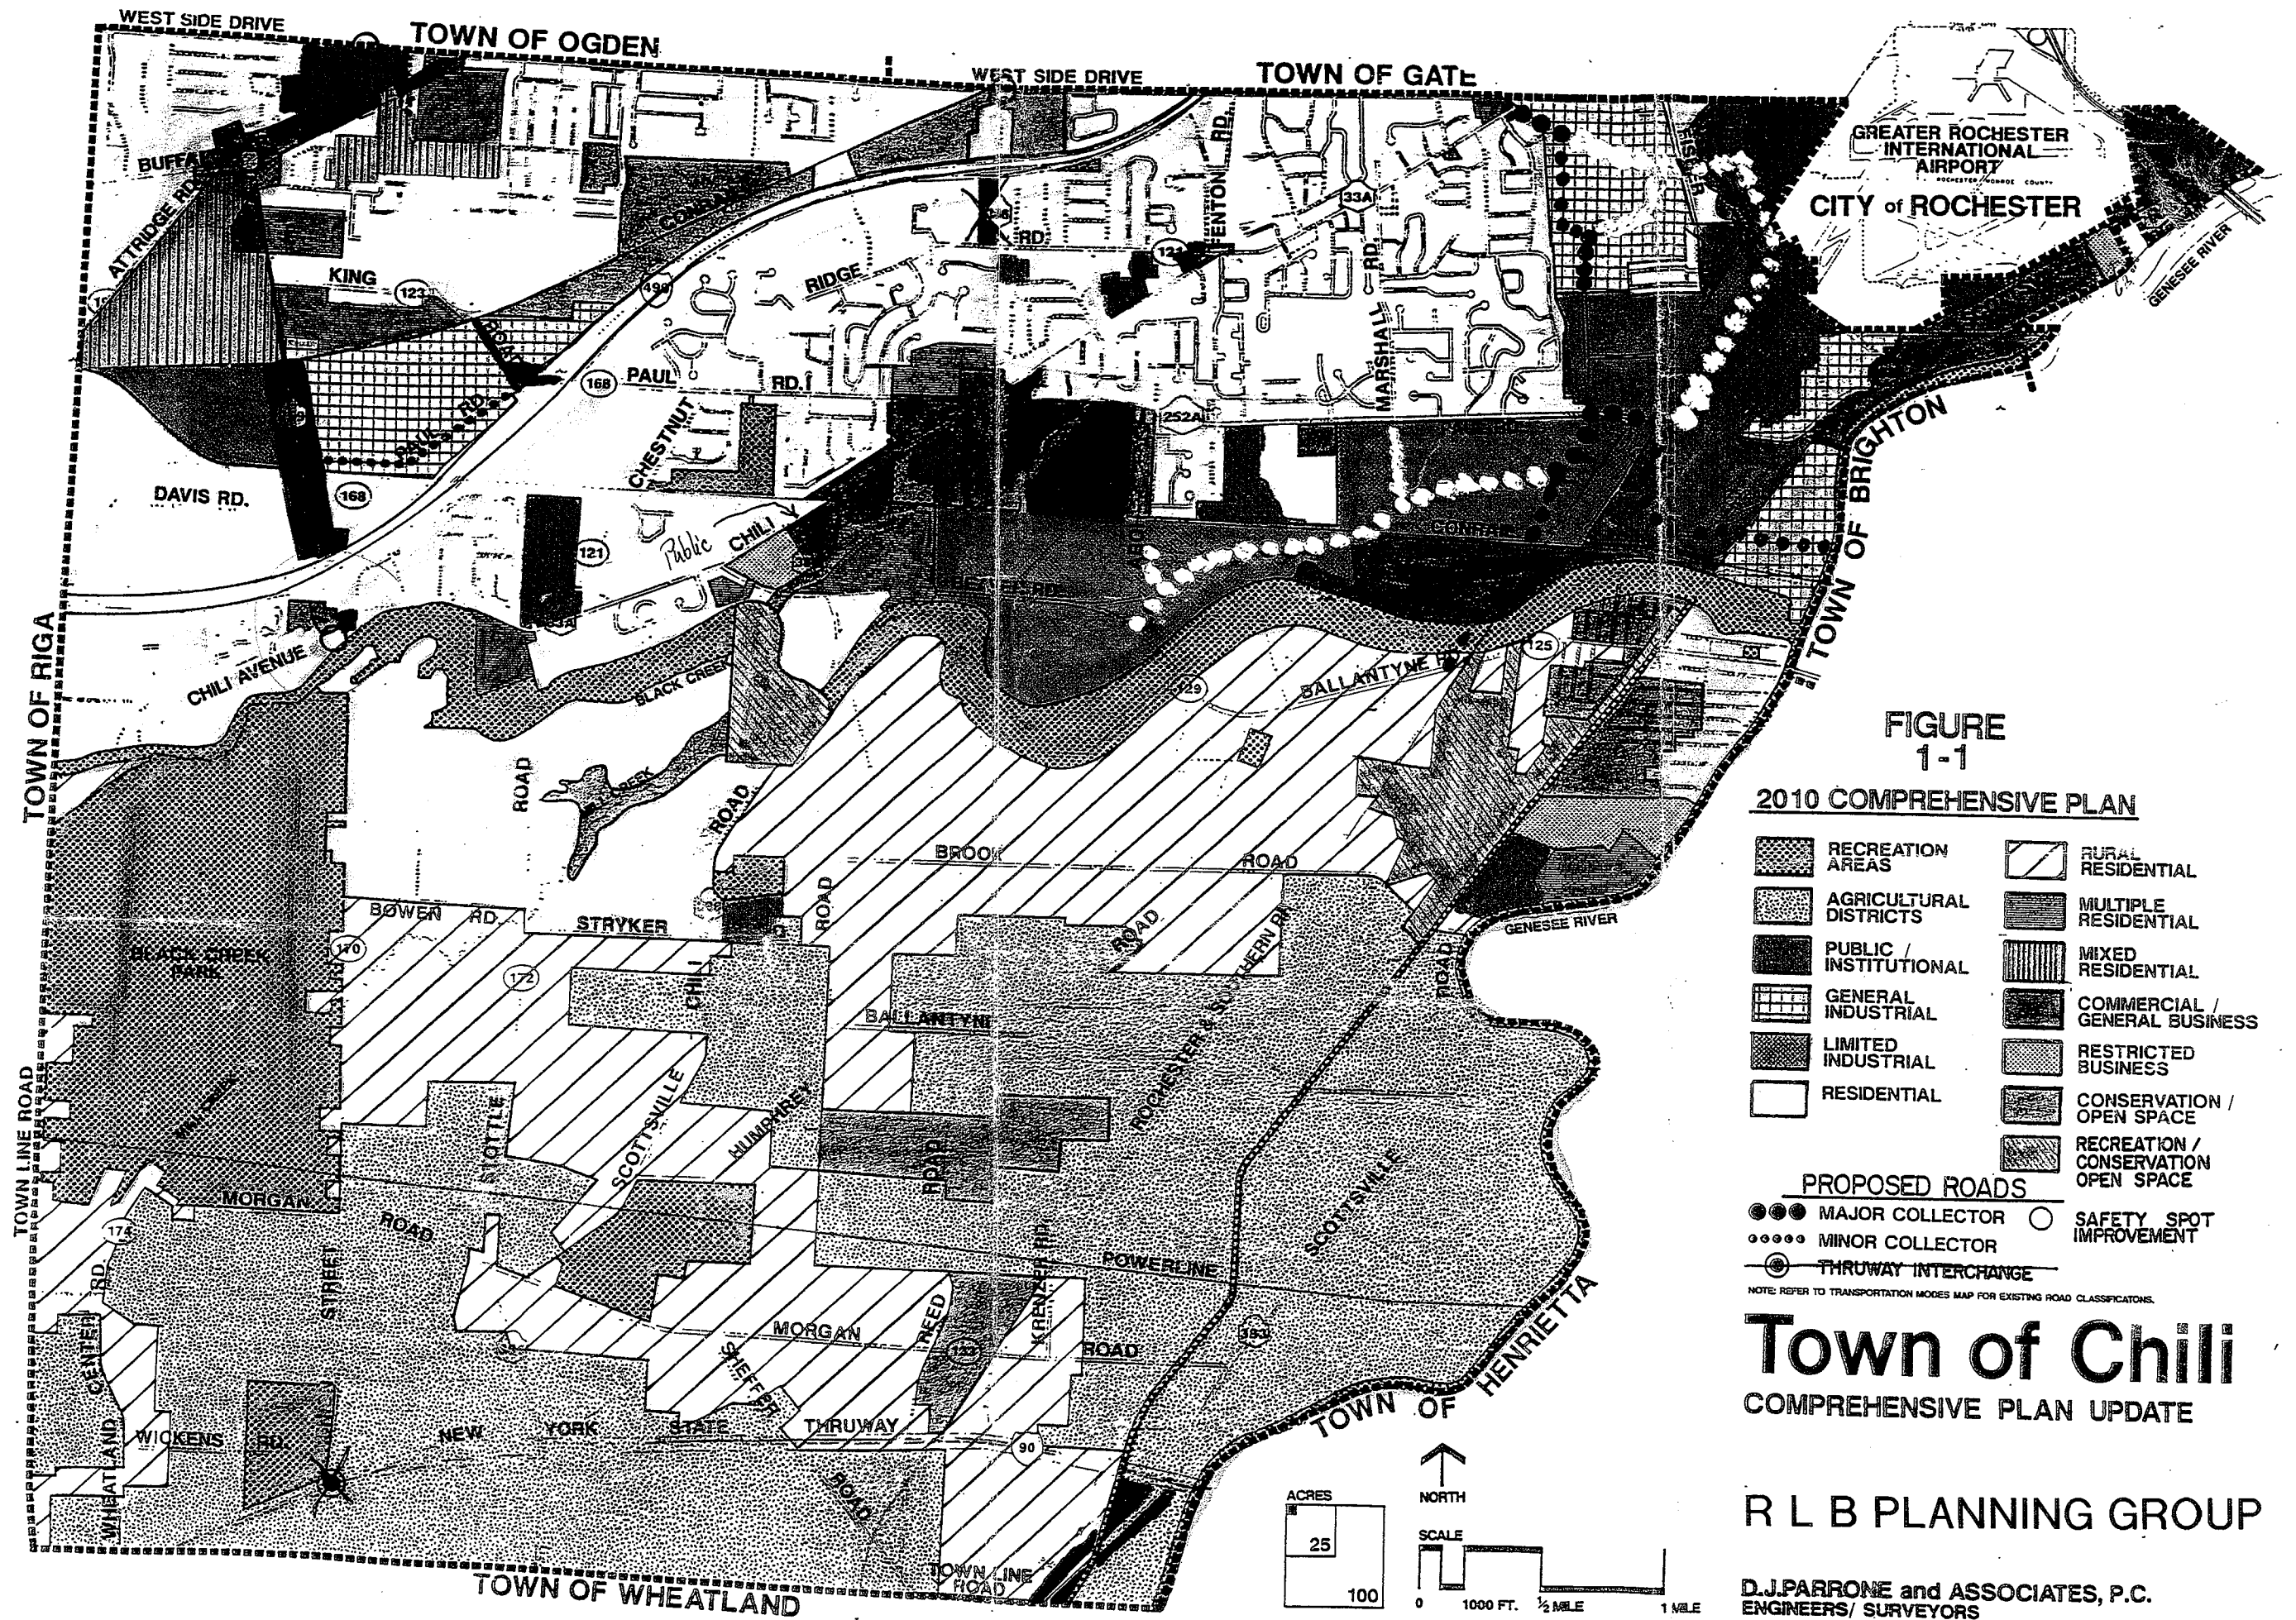 WEST SIDE DRIVE
TOWN OF OGDEN
WEST SIDE DRIVE
TOWN OF GATE
GREATER ROCHESTER
INTERNATIONAL
AIRPORT
ROCHESTER MONROE COUNTY
CITY of ROCHESTER
GENESEE RIVER
ATTRIDGE RD.
KING
123
ROAD
490
RIDGE
RD.
FENTON RD.
33A
MARSHALL RD.
168
PAUL
RD.
CHESTNUT
252A
PAUL RD.
DAVIS RD.
168
121
Public
CHILI
TOWN OF BRIGHTON
TOWN OF RIGA
CHILI AVENUE
BLACK CREEK
129
BALLANTYNE
125
ROAD
ROAD
BROOK
ROAD
BOWEN RD.
STRYKER
ROAD
ROAD
GENESEE RIVER
ROAD
BLACK CREEK
PARK
170
172
CHILI
BALLANTYNE
ROCHESTER & SOUTHERN RR
TOWN LINE ROAD
STOTTLE
SCOTTSVILLE
HUMPHREY
ROAD
SCOTTSVILLE
MORGAN
ROAD
174
STREET
RD
KRENZER RD
POWERLINE
MORGAN
REED
133
ROAD
383
CENTER
SHEFFER
WHEATLAND
WICKENS RD.
NEW YORK STATE THRUWAY
90
ROAD
TOWN OF HENRIETTA
TOWN LINE
ROAD
TOWN OF WHEATLAND
FIGURE
1-1
2010 COMPREHENSIVE PLAN
RECREATION
AREAS
AGRICULTURAL
DISTRICTS
PUBLIC /
INSTITUTIONAL
GENERAL
INDUSTRIAL
LIMITED
INDUSTRIAL
RESIDENTIAL
RURAL
RESIDENTIAL
MULTIPLE
RESIDENTIAL
MIXED
RESIDENTIAL
COMMERCIAL /
GENERAL BUSINESS
RESTRICTED
BUSINESS
CONSERVATION /
OPEN SPACE
RECREATION /
CONSERVATION
OPEN SPACE
PROPOSED ROADS
MAJOR COLLECTOR
MINOR COLLECTOR
THRUWAY INTERCHANGE
SAFETY SPOT
IMPROVEMENT
NOTE: REFER TO TRANSPORTATION MODES MAP FOR EXISTING ROAD CLASSIFICATONS.
Town of Chili
COMPREHENSIVE PLAN UPDATE
R L B PLANNING GROUP
D.J.PARRONE and ASSOCIATES, P.C.
ENGINEERS/ SURVEYORS
ACRES
25
100
NORTH
SCALE
0 1000 FT. ½ MILE 1 MILE